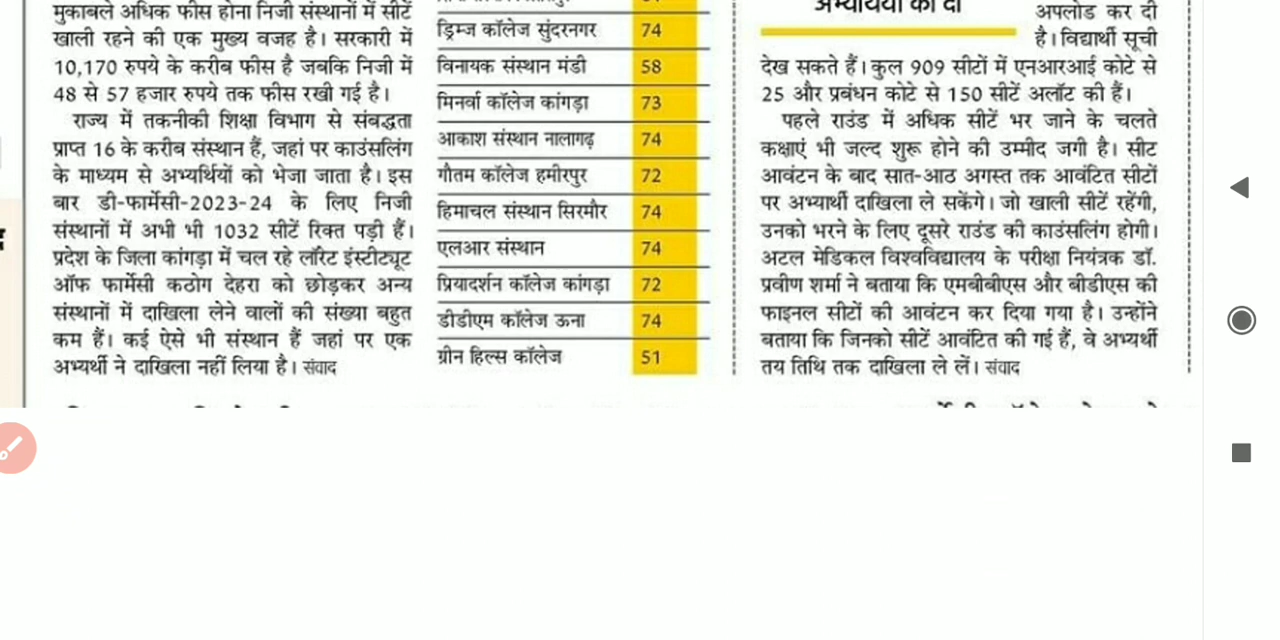 मुकाबले अधिक फीस होना निजी संस्थानों में सीटें
खाली रहने की एक मुख्य वजह है। सरकारी में
10,170 रुपये के करीब फीस है जबकि निजी में
48 से 57 हजार रुपये तक फीस रखी गई है।
राज्य में तकनीकी शिक्षा विभाग से संबद्धता
प्राप्त 16 के करीब संस्थान हैं, जहां पर काउंसलिंग
के माध्यम से अभ्यर्थियों को भेजा जाता है। इस
बार डी-फार्मेसी-2023-24 के लिए निजी
संस्थानों में अभी भी 1032 सीटें रिक्त पड़ी हैं।
प्रदेश के जिला कांगड़ा में चल रहे लॉरेट इंस्टीट्यूट
ऑफ फार्मेसी कठोग देहरा को छोड़कर अन्य
संस्थानों में दाखिला लेने वालों की संख्या बहुत
कम हैं। कई ऐसे भी संस्थान हैं जहां पर एक
अभ्यर्थी ने दाखिला नहीं लिया है। संवाद
ड्रिम्ज कॉलेज सुंदरनगर 74
विनायक संस्थान मंडी 58
मिनर्वा कॉलेज कांगड़ा 73
आकाश संस्थान नालागढ़ 74
गौतम कॉलेज हमीरपुर 72
हिमाचल संस्थान सिरमौर 74
एलआर संस्थान 74
प्रियादर्शन कॉलेज कांगड़ा 72
डीडीएम कॉलेज ऊना 74
ग्रीन हिल्स कॉलेज 51
अपलोड कर दी
है। विद्यार्थी सूची
देख सकते हैं। कुल 909 सीटों में एनआरआई कोटे से
25 और प्रबंधन कोटे से 150 सीटें अलॉट की हैं।
पहले राउंड में अधिक सीटें भर जाने के चलते
कक्षाएं भी जल्द शुरू होने की उम्मीद जगी है। सीट
आवंटन के बाद सात-आठ अगस्त तक आवंटित सीटों
पर अभ्यार्थी दाखिला ले सकेंगे। जो खाली सीटें रहेंगी,
उनको भरने के लिए दूसरे राउंड की काउंसलिंग होगी।
अटल मेडिकल विश्वविद्यालय के परीक्षा नियंत्रक डॉ.
प्रवीण शर्मा ने बताया कि एमबीबीएस और बीडीएस की
फाइनल सीटों की आवंटन कर दिया गया है। उन्होंने
बताया कि जिनको सीटें आवंटित की गई हैं, वे अभ्यर्थी
तय तिथि तक दाखिला ले लें। संवाद